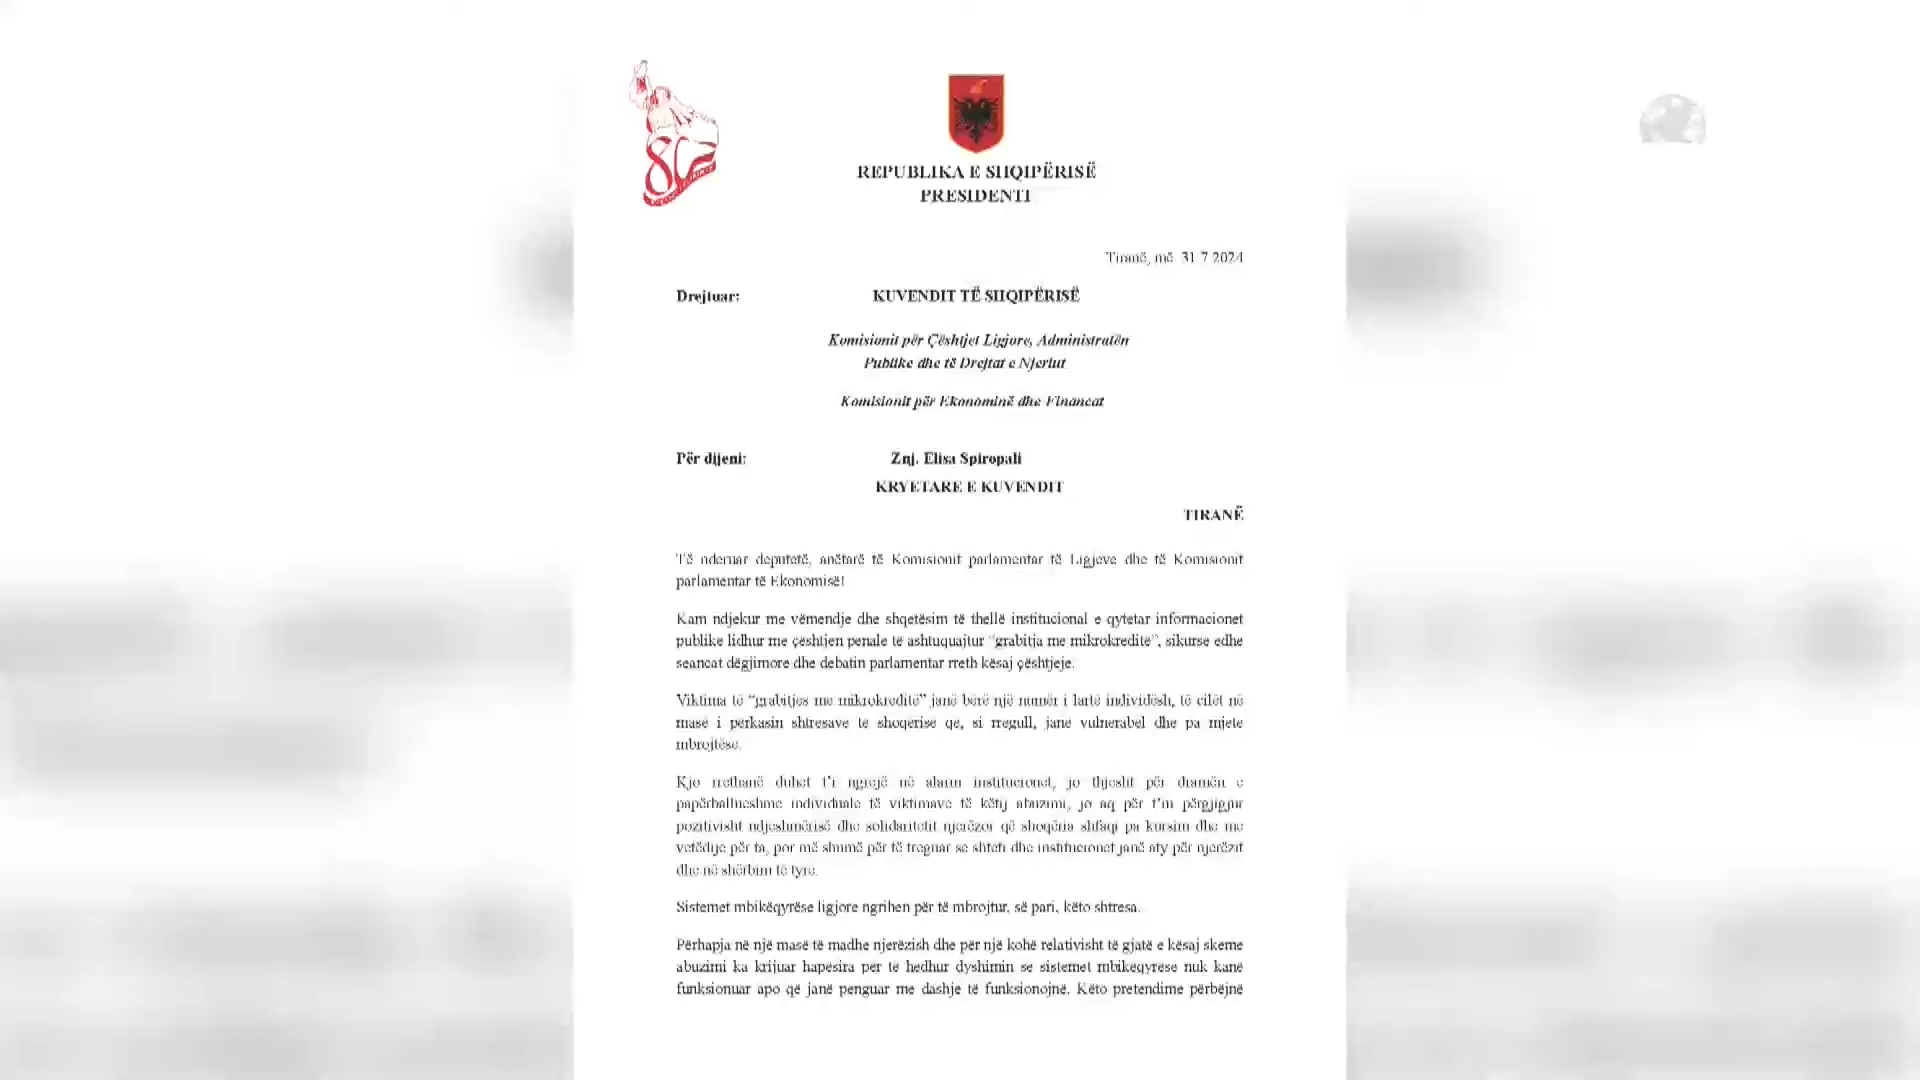 80
REPUBLIKA E SHQIPËRISË
PRESIDENTI
Tiranë, më 31.7.2024
Drejtuar: KUVENDIT TË SHQIPËRISË
Komisionit për Çështjet Ligjore, Administratën
Publike dhe të Drejtat e Njeriut
Komisionit për Ekonominë dhe Financat
Për dijeni: Znj. Elisa Spiropali
KRYETARE E KUVENDIT
TIRANË
Të nderuar deputetë, anëtarë të Komisionit parlamentar të Ligjeve dhe të Komisionit
parlamentar të Ekonomisë!
Kam ndjekur me vëmendje dhe shqetësim të thellë institucional e qytetar informacionet
publike lidhur me çështjen penale të ashtuquajtur “grabitja me mikrokreditë”, sikurse edhe
seancat dëgjimore dhe debatin parlamentar rreth kësaj çështjeje.
Viktima të “grabitjes me mikrokreditë” janë bërë një numër i lartë individësh, të cilët në
masë i përkasin shtresave të shoqërisë që, si rregull, janë vulnerabël dhe pa mjete
mbrojtëse.
Kjo rrethanë duhet t’i ngrejë në alarm institucionet, jo thjesht për dramën e
papërballueshme individuale të viktimave të këtij abuzimi, jo aq për t’iu përgjigjur
pozitivisht ndjeshmërisë dhe solidaritetit njerëzor që shoqëria shfaqi pa kursim dhe me
vetëdije për ta, por më shumë për të treguar se shteti dhe institucionet janë aty për njerëzit
dhe në shërbim të tyre.
Sistemet mbikëqyrëse ligjore ngrihen për të mbrojtur, së pari, këto shtresa.
Përhapja në një masë të madhe njerëzish dhe për një kohë relativisht të gjatë e kësaj skeme
abuzimi ka krijuar hapësira për të hedhur dyshimin se sistemet mbikëqyrëse nuk kanë
funksionuar apo që janë penguar me dashje të funksionojnë. Këto pretendime përbëjnë